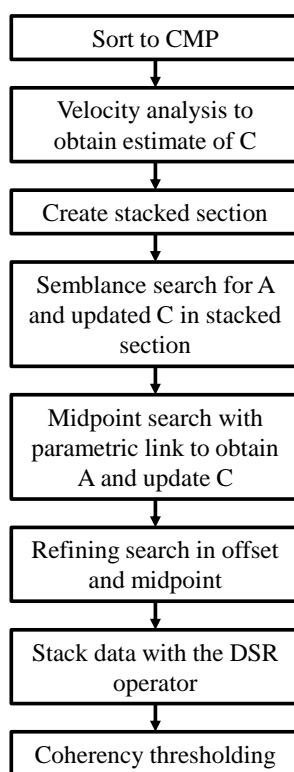 Sort to CMP
Velocity analysis to
obtain estimate of C
Create stacked section
Semblance search for A
and updated C in stacked
section
Midpoint search with
parametric link to obtain
A and update C
Refining search in offset
and midpoint
Stack data with the DSR
operator
Coherency thresholding